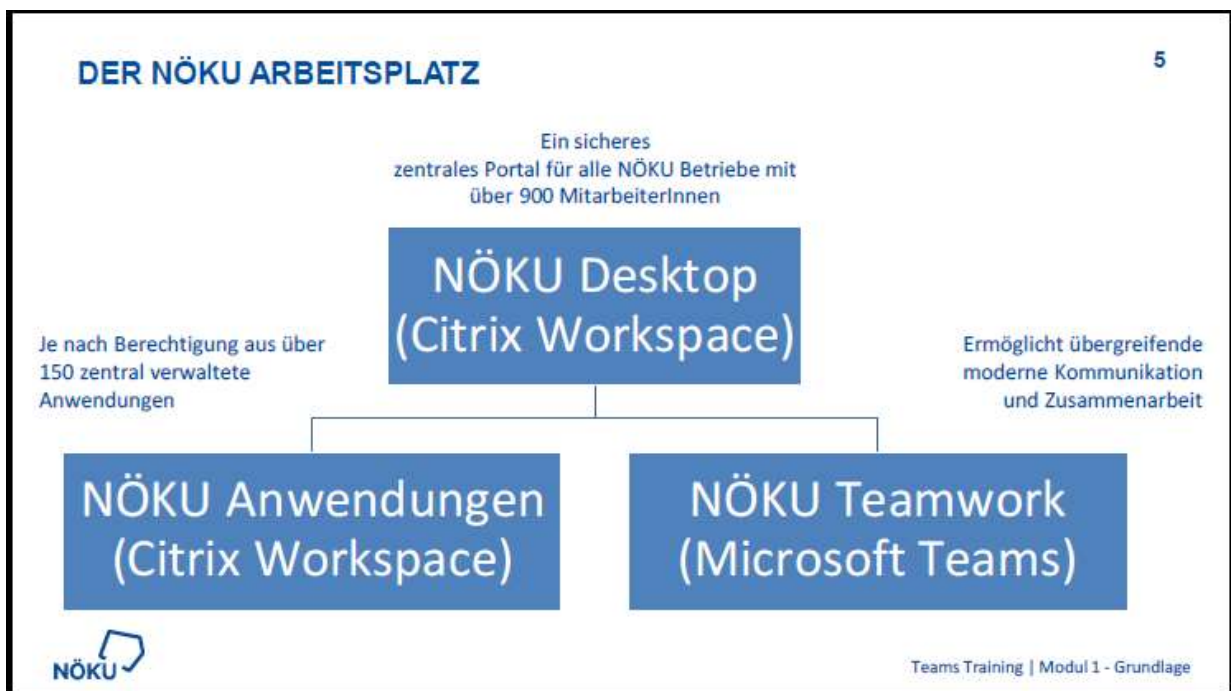 DER NÖKU ARBEITSPLATZ
5
Ein sicheres
zentrales Portal für alle NÖKU Betriebe mit
über 900 MitarbeiterInnen
NÖKU Desktop
(Citrix Workspace)
Je nach Berechtigung aus über
150 zentral verwaltete
Anwendungen
Ermöglicht übergreifende
moderne Kommunikation
und Zusammenarbeit
NÖKU Anwendungen
(Citrix Workspace)
NÖKU Teamwork
(Microsoft Teams)
NÖKU
Teams Training | Modul 1 - Grundlage